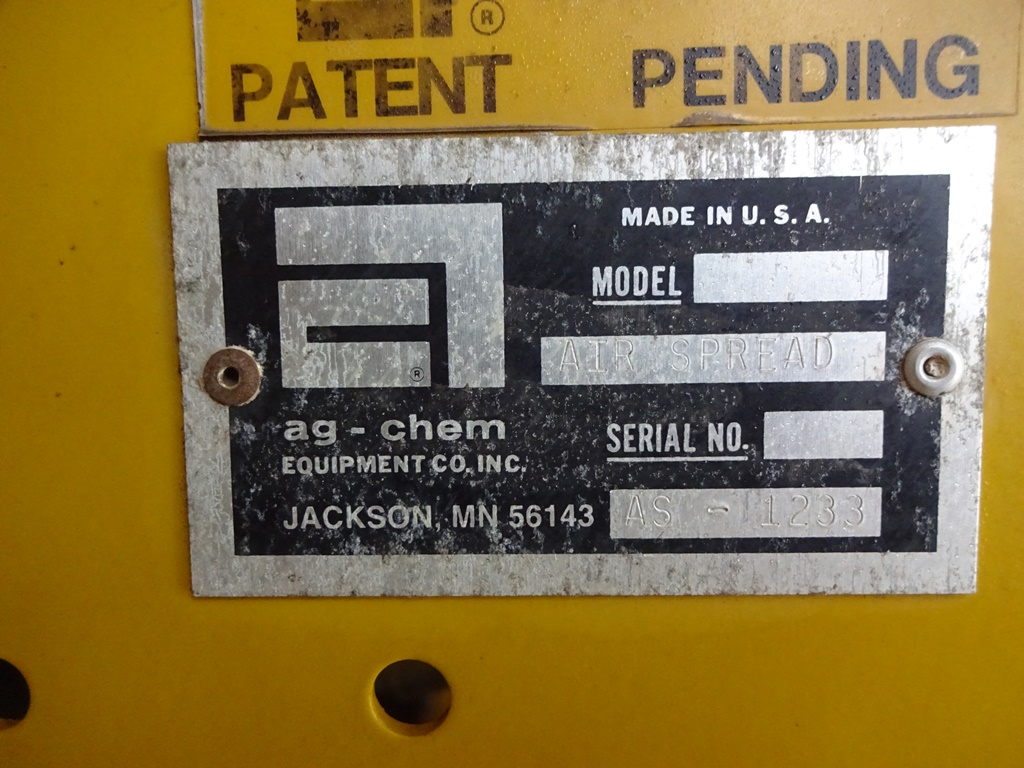 ®
PATENT PENDING
MADE IN U. S. A.
MODEL
AIR SPREAD
®
ag - chem
EQUIPMENT CO. INC.
SERIAL NO.
JACKSON, MN 56143
AS - 1233